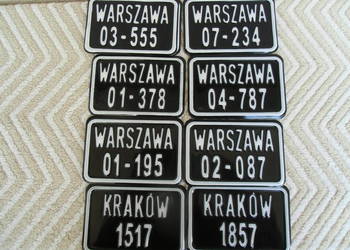 WARSZAWA
03-555
WARSZAWA
07-234
WARSZAWA
01-378
WARSZAWA
04-787
WARSZAWA
01-195
WARSZAWA
02-087
KRAKÓW
1517
KRAKÓW
1857